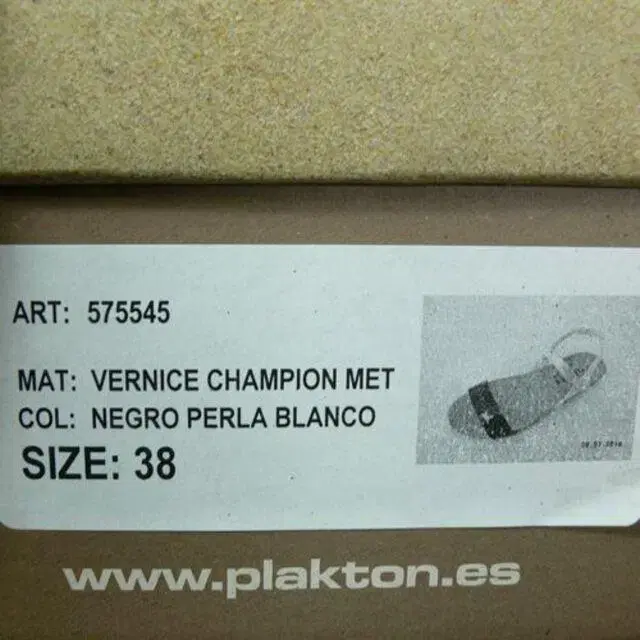 ART: 575545
MAT: VERNICE CHAMPION MET
COL: NEGRO PERLA BLANCO
SIZE: 38
www.plakton.es